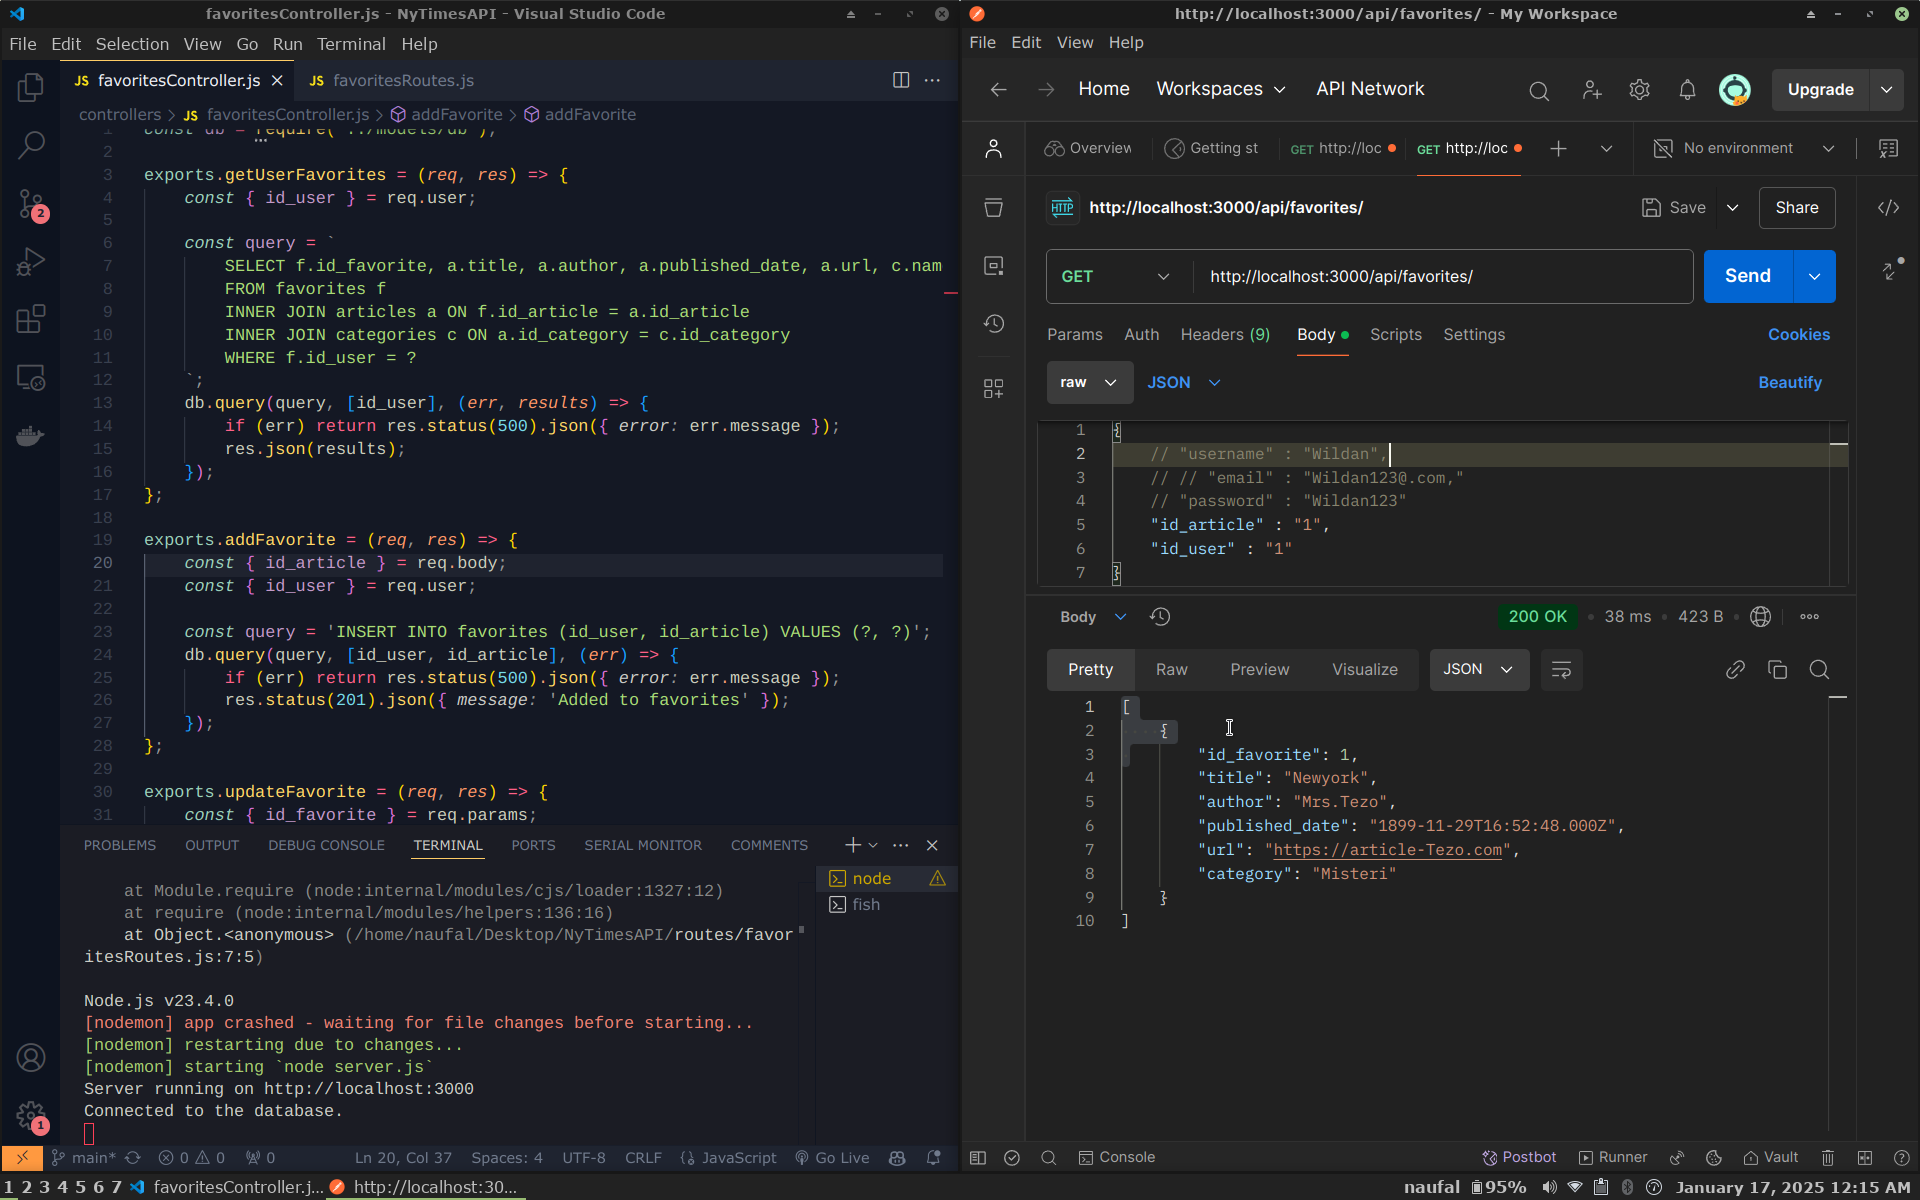 favoritesController.js - NyTimesAPI - Visual Studio Code
File Edit Selection View Go Run Terminal Help
JS favoritesController.js
JS favoritesRoutes.js
controllers > JS favoritesController.js > addFavorite > addFavorite
1 const db = require('../models/db');
2
3 exports.getUserFavorites = (req, res) => {
4 const { id_user } = req.user;
5
6 const query = `
7 SELECT f.id_favorite, a.title, a.author, a.published_date, a.url, c.nam
8 FROM favorites f
9 INNER JOIN articles a ON f.id_article = a.id_article
10 INNER JOIN categories c ON a.id_category = c.id_category
11 WHERE f.id_user = ?
12 `;
13 db.query(query, [id_user], (err, results) => {
14 if (err) return res.status(500).json({ error: err.message });
15 res.json(results);
16 });
17 };
18
19 exports.addFavorite = (req, res) => {
20 const { id_article } = req.body;
21 const { id_user } = req.user;
22
23 const query = 'INSERT INTO favorites (id_user, id_article) VALUES (?, ?)';
24 db.query(query, [id_user, id_article], (err) => {
25 if (err) return res.status(500).json({ error: err.message });
26 res.status(201).json({ message: 'Added to favorites' });
27 });
28 };
29
30 exports.updateFavorite = (req, res) => {
31 const { id_favorite } = req.params;
2
1
PROBLEMS OUTPUT DEBUG CONSOLE TERMINAL PORTS SERIAL MONITOR COMMENTS
node
fish
at Module.require (node:internal/modules/cjs/loader:1327:12)
at require (node:internal/modules/helpers:136:16)
at Object.<anonymous> (/home/naufal/Desktop/NyTimesAPI/routes/favor
itesRoutes.js:7:5)
Node.js v23.4.0
[nodemon] app crashed - waiting for file changes before starting...
[nodemon] restarting due to changes...
[nodemon] starting `node server.js`
Server running on http://localhost:3000
Connected to the database.
main* 0 0 0 Ln 20, Col 37 Spaces: 4 UTF-8 CRLF {} JavaScript Go Live
http://localhost:3000/api/favorites/ - My Workspace
File Edit View Help
Home Workspaces API Network Upgrade
Overview Getting st GET http://loc GET http://loc No environment
HTTP http://localhost:3000/api/favorites/ Save Share
GET http://localhost:3000/api/favorites/ Send
Params Auth Headers (9) Body Scripts Settings Cookies
raw JSON Beautify
1 {
2 // "username" : "Wildan",
3 // // "email" : "Wildan123@.com,"
4 // "password" : "Wildan123"
5 "id_article" : "1",
6 "id_user" : "1"
7 }
Body 200 OK 38 ms 423 B
Pretty Raw Preview Visualize JSON
1 [
2 {
3 "id_favorite": 1,
4 "title": "Newyork",
5 "author": "Mrs.Tezo",
6 "published_date": "1899-11-29T16:52:48.000Z",
7 "url": "https://article-Tezo.com",
8 "category": "Misteri"
9 }
10 ]
Console Postbot Runner Vault
1 2 3 4 5 6 7 favoritesController.j... http://localhost:30... naufal 95% January 17, 2025 12:15 AM